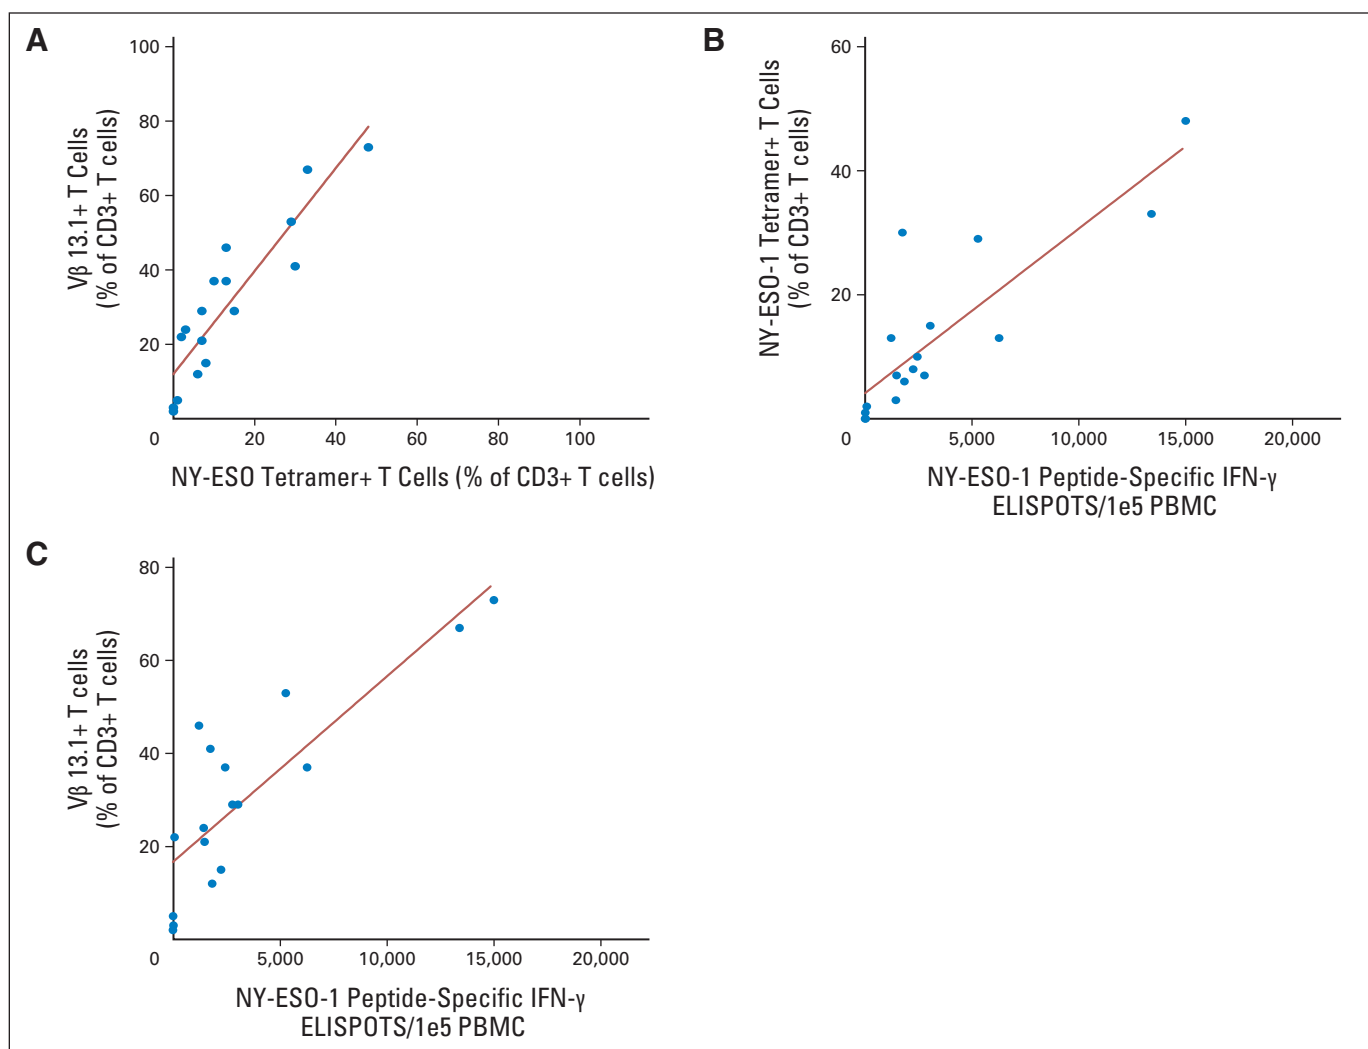 A
100
80
60
40
20
0
20
40
60
80
100
Vβ 13.1+ T Cells
(% of CD3+ T cells)
NY-ESO Tetramer+ T Cells (% of CD3+ T cells)
B
60
40
20
0
5,000
10,000
15,000
20,000
NY-ESO-1 Tetramer+ T Cells
(% of CD3+ T cells)
NY-ESO-1 Peptide-Specific IFN-γ
ELISPOTS/1e5 PBMC
C
80
60
40
20
0
5,000
10,000
15,000
20,000
Vβ 13.1+ T cells
(% of CD3+ T cells)
NY-ESO-1 Peptide-Specific IFN-γ
ELISPOTS/1e5 PBMC